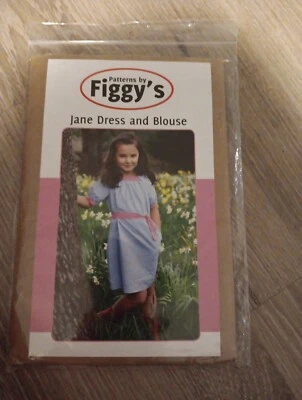 Patterns by
Figgy's
Jane Dress and Blouse